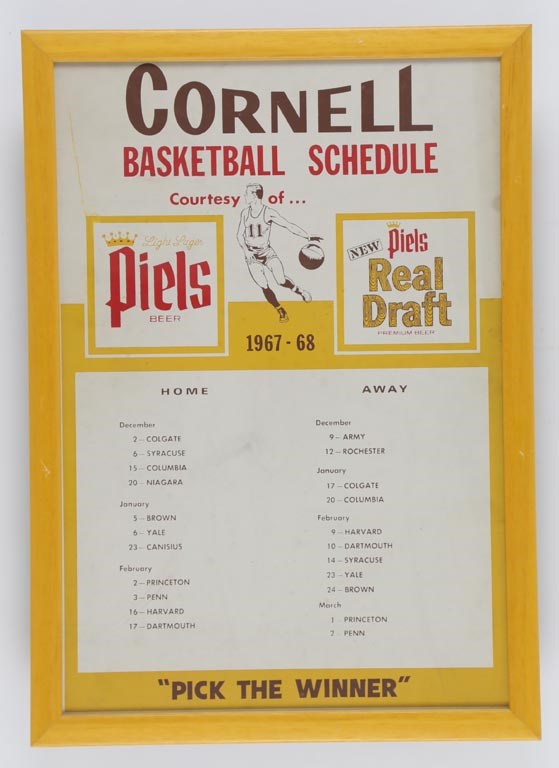 CORNELL
BASKETBALL SCHEDULE
Courtesy of...
11
Light Lager
Piels
BEER
NEW Piels
Real
Draft
PREMIUM BEER
1967-68
HOME
December
2 - COLGATE
6 - SYRACUSE
15 - COLUMBIA
20 - NIAGARA
January
5 - BROWN
6 - YALE
23 - CANISIUS
February
2 - PRINCETON
3 - PENN
16 - HARVARD
17 - DARTMOUTH
AWAY
December
9 - ARMY
12 - ROCHESTER
January
17 - COLGATE
20 - COLUMBIA
February
9 - HARVARD
10 - DARTMOUTH
14 - SYRACUSE
23 - YALE
24 - BROWN
March
1 - PRINCETON
2 - PENN
"PICK THE WINNER"